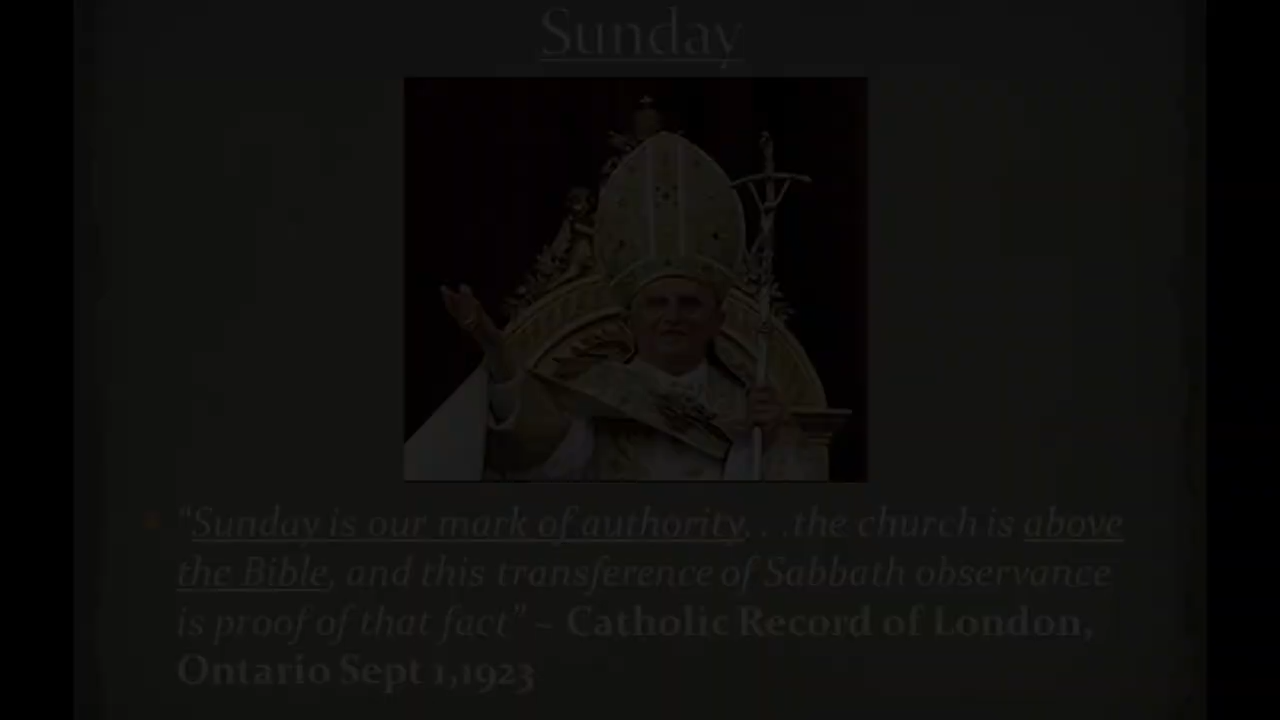 Sunday
"Sunday is our mark of authority. . .the church is above
the Bible, and this transference of Sabbath observance
is proof of that fact" – Catholic Record of London,
Ontario Sept 1,1923